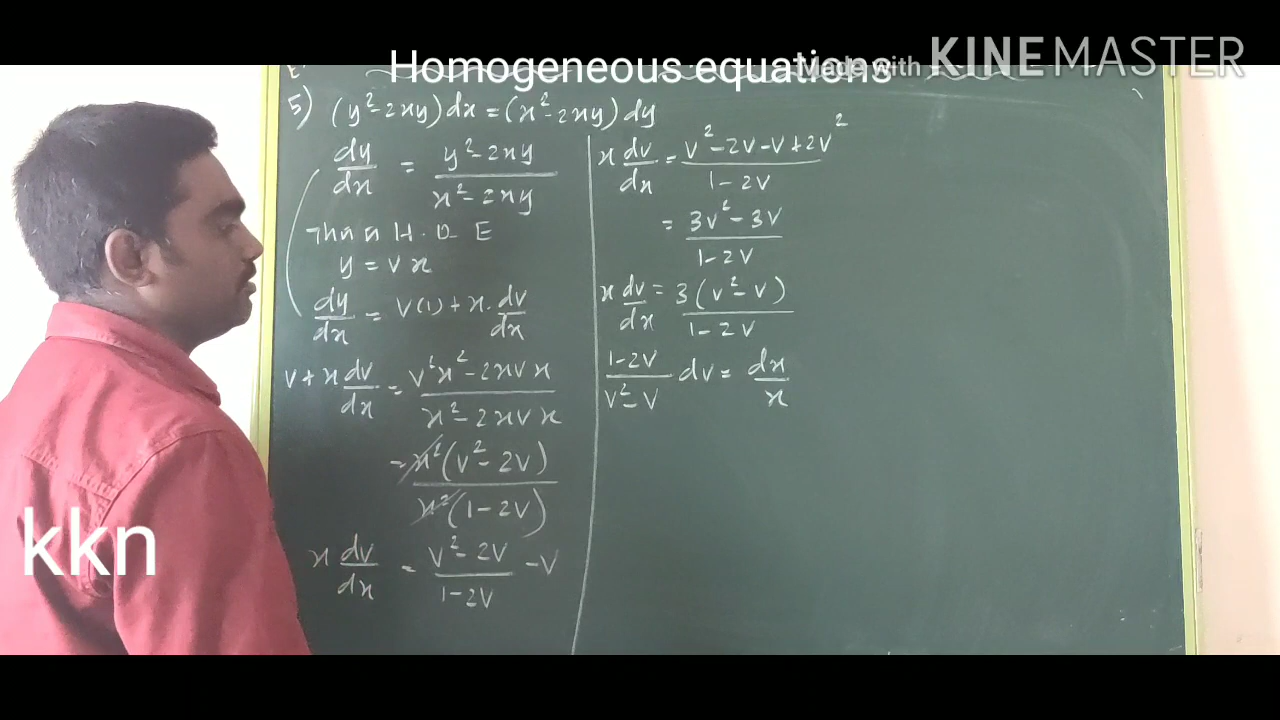 Homogeneous equations
Made with KINEMASTER
5) (y²-2xy)dx = (x²-2xy)dy
dy/dx = y²-2xy / x²-2xy
H. D. E
y = vx
dy/dx = v(1) + x.dv/dx
v + x dv/dx = v²x²-2xvx / x²-2xvx
= x²(v²-2v) / x²(1-2v)
x dv/dx = v²-2v / 1-2v - v
x dv/dx = v²-2v-v+2v² / 1-2v
= 3v²-3v / 1-2v
x dv/dx = 3(v²-v) / 1-2v
1-2v / v²-v dv = dx/x
kkn